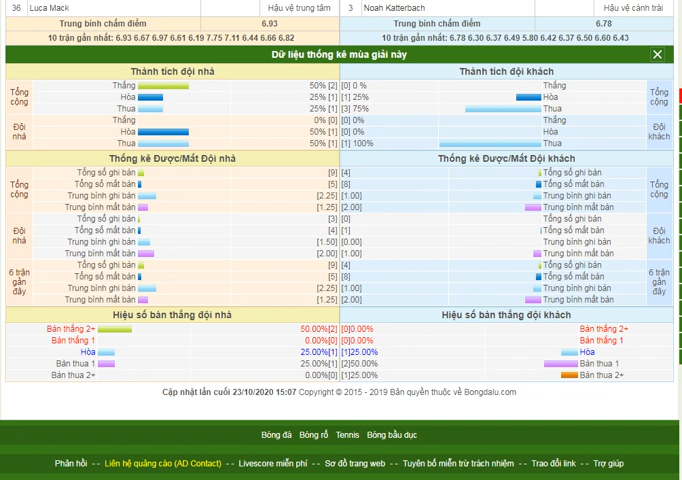 36 Luca Mack Hậu vệ trung tâm 3 Noah Katterbach Hậu vệ cánh trái
Trung bình chấm điểm 6.93 Trung bình chấm điểm 6.78
10 trận gần nhất: 6.93 6.67 6.97 6.61 6.19 7.75 7.11 6.44 6.66 6.82 10 trận gần nhất: 6.78 6.30 6.37 6.49 5.80 6.42 6.37 6.50 6.60 6.43
Dữ liệu thống kê mùa giải này
Thành tích đội nhà Thành tích đội khách
Tổng cộng Thắng 50% [2] [0] 0 % Thắng Tổng cộng
Hòa 25% [1] [1] 25% Hòa
Thua 25% [1] [3] 75% Thua
Đội nhà Thắng 0% [0] [0] 0% Thắng Đội khách
Hòa 50% [1] [0] 0% Hòa
Thua 50% [1] [1] 100% Thua
Thống kê Được/Mất Đội nhà Thống kê Được/Mất Đội khách
Tổng cộng Tổng số ghi bàn [9] [4] Tổng số ghi bàn Tổng cộng
Tổng số mất bàn [5] [8] Tổng số mất bàn
Trung bình ghi bàn [2.25] [1.00] Trung bình ghi bàn
Trung bình mất bàn [1.25] [2.00] Trung bình mất bàn
Đội nhà Tổng số ghi bàn [3] [0] Tổng số ghi bàn Đội khách
Tổng số mất bàn [4] [1] Tổng số mất bàn
Trung bình ghi bàn [1.50] [0.00] Trung bình ghi bàn
Trung bình mất bàn [2.00] [1.00] Trung bình mất bàn
6 trận gần đây Tổng số ghi bàn [9] [4] Tổng số ghi bàn 6 trận gần đây
Tổng số mất bàn [5] [8] Tổng số mất bàn
Trung bình ghi bàn [2.25] [1.00] Trung bình ghi bàn
Trung bình mất bàn [1.25] [2.00] Trung bình mất bàn
Hiệu số bàn thắng đội nhà Hiệu số bàn thắng đội khách
Bàn thắng 2+ 50.00%[2] [0]0.00% Bàn thắng 2+
Bàn thắng 1 0.00%[0] [0]0.00% Bàn thắng 1
Hòa 25.00%[1] [1]25.00% Hòa
Bàn thua 1 25.00%[1] [2]50.00% Bàn thua 1
Bàn thua 2+ 0.00%[0] [1]25.00% Bàn thua 2+
Cập nhật lần cuối 23/10/2020 15:07 Copyright © 2015 - 2019 Bản quyền thuộc về Bongdalu.com
Bóng đá Bóng rổ Tennis Bóng bầu dục
Phản hồi -- Liên hệ quảng cáo (AD Contact) -- Livescore miễn phí -- Sơ đồ trang web -- Tuyên bố miễn trừ trách nhiệm -- Trao đổi link -- Trợ giúp